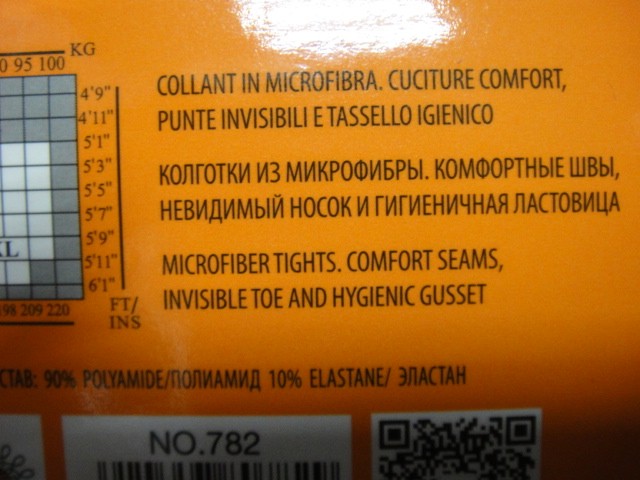 KG
95 100
4'9"
4'11"
5'1"
5'3"
5'5"
5'7"
5'9"
5'11"
6'1"
209 220
FT/
INS
COLLANT IN MICROFIBRA. CUCITURE COMFORT,
PUNTE INVISIBILI E TASSELLO IGIENICO
КОЛГОТКИ ИЗ МИКРОФИБРЫ. КОМФОРТНЫЕ ШВЫ,
НЕВИДИМЫЙ НОСОК И ГИГИЕНИЧНАЯ ЛАСТОВИЦА
MICROFIBER TIGHTS. COMFORT SEAMS,
INVISIBLE TOE AND HYGIENIC GUSSET
90% POLYAMIDE/ПОЛИАМИД 10% ELASTANE/ ЭЛАСТАН
NO.782